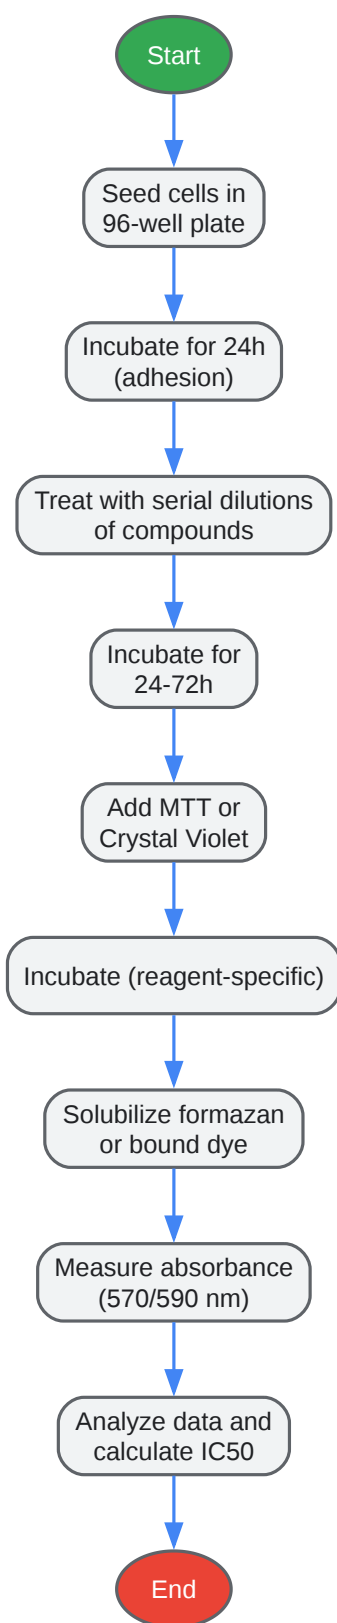 Start
Seed cells in
96-well plate
Incubate for 24h
(adhesion)
Treat with serial dilutions
of compounds
Incubate for
24-72h
Add MTT or
Crystal Violet
Incubate (reagent-specific)
Solubilize formazan
or bound dye
Measure absorbance
(570/590 nm)
Analyze data and
calculate IC50
End